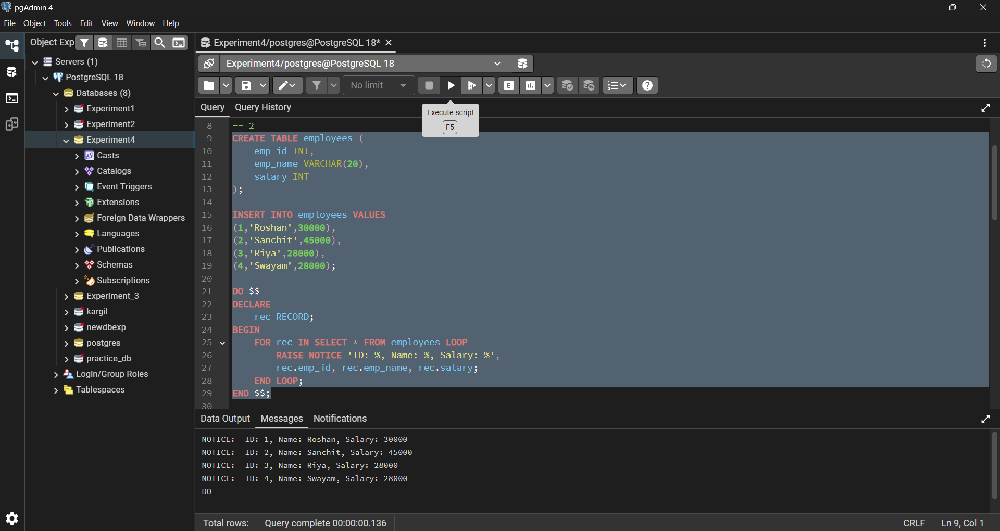 pgAdmin 4
File Object Tools Edit View Window Help
Object Exp
Experiment4/postgres@PostgreSQL 18*
Servers (1)
PostgreSQL 18
Databases (8)
Experiment1
Experiment2
Experiment4
Casts
Catalogs
Event Triggers
Extensions
Foreign Data Wrappers
Languages
Publications
Schemas
Subscriptions
Experiment_3
kargil
newdbexp
postgres
practice_db
Login/Group Roles
Tablespaces
Experiment4/postgres@PostgreSQL 18
No limit
E
Query Query History
Execute script
F5
8 -- 2
9 CREATE TABLE employees (
10     emp_id INT,
11     emp_name VARCHAR(20),
12     salary INT
13 );
14
15 INSERT INTO employees VALUES
16 (1,'Roshan',30000),
17 (2,'Sanchit',45000),
18 (3,'Riya',28000),
19 (4,'Swayam',28000);
20
21 DO $$
22 DECLARE
23     rec RECORD;
24 BEGIN
25     FOR rec IN SELECT * FROM employees LOOP
26         RAISE NOTICE 'ID: %, Name: %, Salary: %',
27         rec.emp_id, rec.emp_name, rec.salary;
28     END LOOP;
29 END $$;
30
Data Output Messages Notifications
NOTICE:  ID: 1, Name: Roshan, Salary: 30000
NOTICE:  ID: 2, Name: Sanchit, Salary: 45000
NOTICE:  ID: 3, Name: Riya, Salary: 28000
NOTICE:  ID: 4, Name: Swayam, Salary: 28000
DO
Total rows: Query complete 00:00:00.136 CRLF Ln 9, Col 1